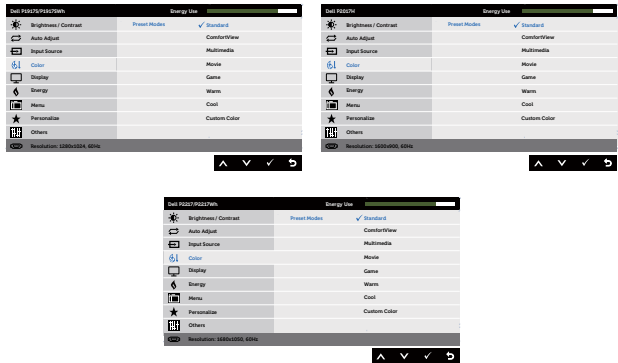 Dell P1917S/P1917SWh Energy Use
Brightness / Contrast Preset Modes ✓ Standard
Auto Adjust ComfortView
Input Source Multimedia
Color Movie
Display Game
Energy Warm
Menu Cool
Personalize Custom Color
Others
Resolution: 1280x1024, 60Hz
Dell P2017H Energy Use
Brightness / Contrast Preset Modes ✓ Standard
Auto Adjust ComfortView
Input Source Multimedia
Color Movie
Display Game
Energy Warm
Menu Cool
Personalize Custom Color
Others
Resolution: 1600x900, 60Hz
Dell P2217/P2217Wh Energy Use
Brightness / Contrast Preset Modes ✓ Standard
Auto Adjust ComfortView
Input Source Multimedia
Color Movie
Display Game
Energy Warm
Menu Cool
Personalize Custom Color
Others
Resolution: 1680x1050, 60Hz